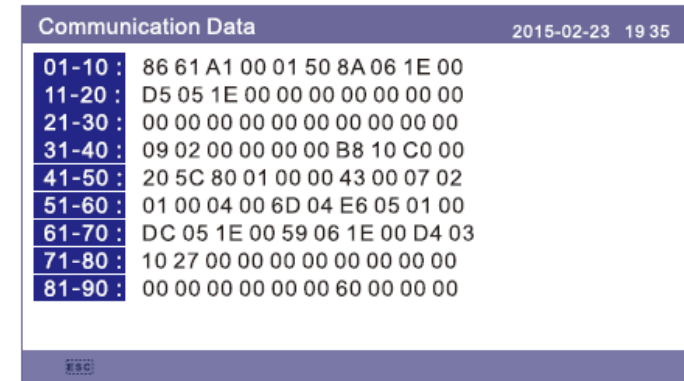 Communication Data 2015-02-23 19 35
01-10 : 86 61 A1 00 01 50 8A 06 1E 00
11-20 : D5 05 1E 00 00 00 00 00 00 00
21-30 : 00 00 00 00 00 00 00 00 00 00
31-40 : 09 02 00 00 00 00 B8 10 C0 00
41-50 : 20 5C 80 01 00 00 43 00 07 02
51-60 : 01 00 04 00 6D 04 E6 05 01 00
61-70 : DC 05 1E 00 59 06 1E 00 D4 03
71-80 : 10 27 00 00 00 00 00 00 00 00
81-90 : 00 00 00 00 00 00 60 00 00 00
ESC